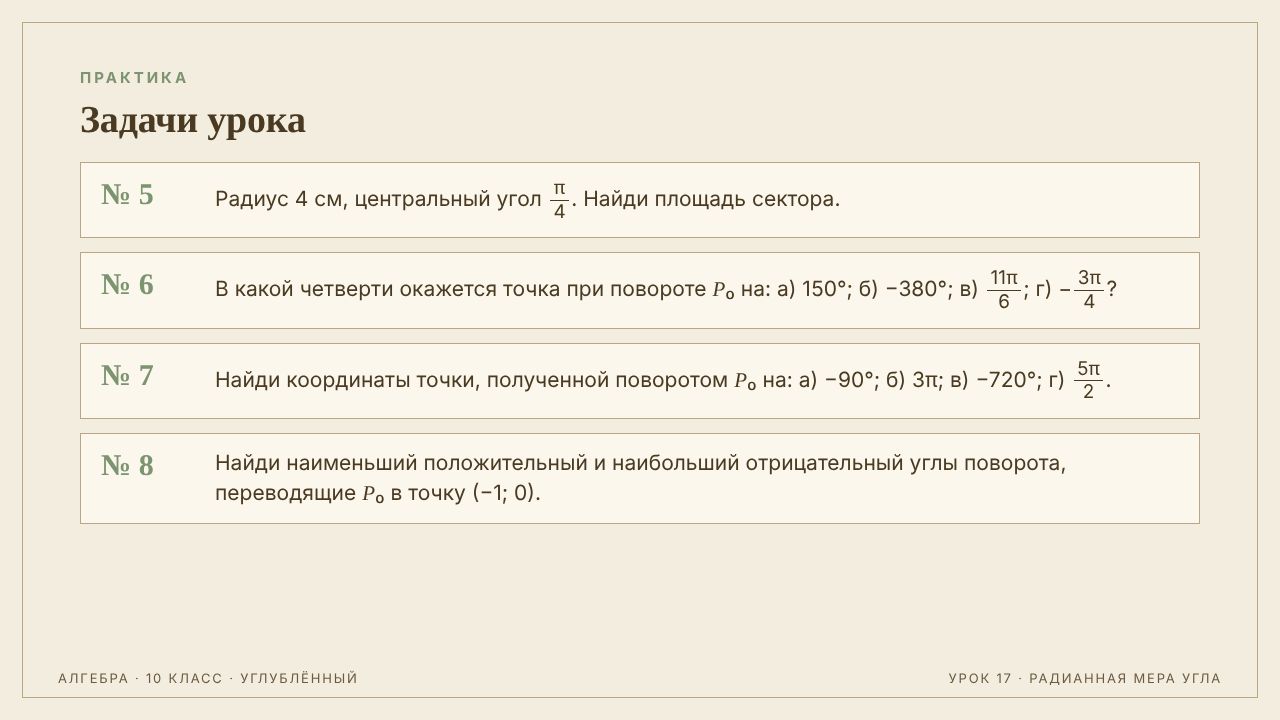 ПРАКТИКА
Задачи урока
№ 5 Радиус 4 см, центральный угол π/4. Найди площадь сектора.
№ 6 В какой четверти окажется точка при повороте P₀ на: а) 150°; б) −380°; в) 11π/6; г) −3π/4?
№ 7 Найди координаты точки, полученной поворотом P₀ на: а) −90°; б) 3π; в) −720°; г) 5π/2.
№ 8 Найди наименьший положительный и наибольший отрицательный углы поворота,
переводящие P₀ в точку (−1; 0).
АЛГЕБРА · 10 КЛАСС · УГЛУБЛЁННЫЙ
УРОК 17 · РАДИАННАЯ МЕРА УГЛА